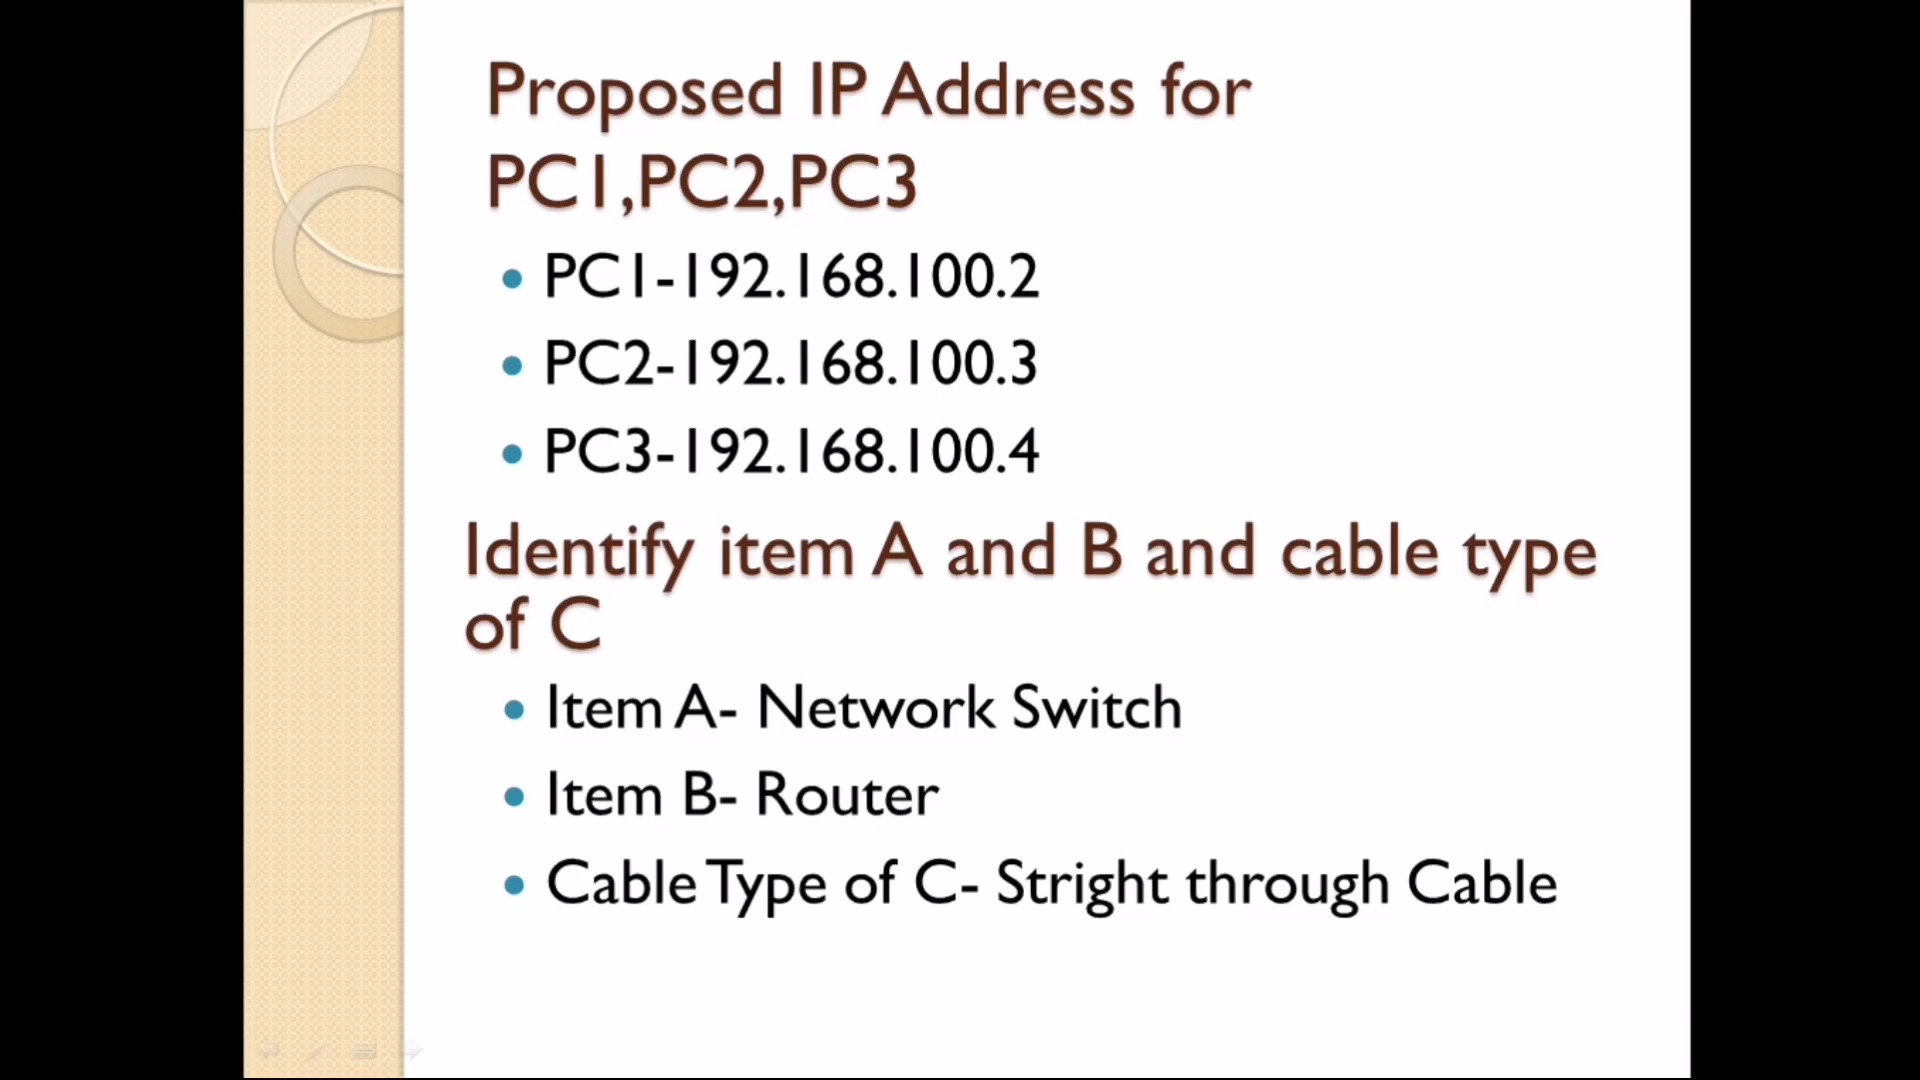 Proposed IP Address for
PC1,PC2,PC3
• PC1-192.168.100.2
• PC2-192.168.100.3
• PC3-192.168.100.4
Identify item A and B and cable type
of C
• Item A- Network Switch
• Item B- Router
• Cable Type of C- Stright through Cable